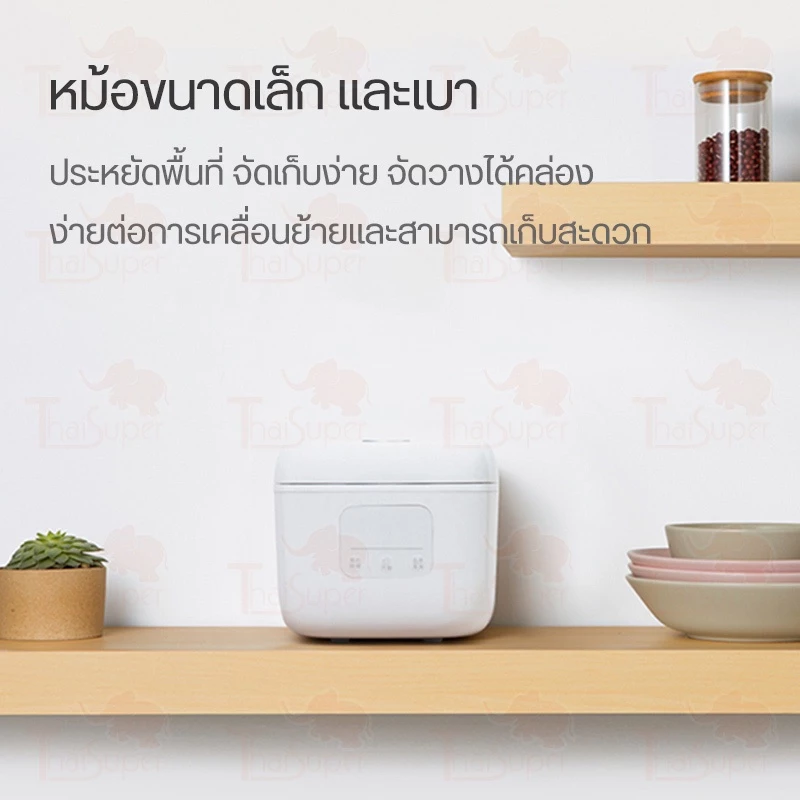 หม้อขนาดเล็ก และเบา
ประหยัดพื้นที่ จัดเก็บง่าย จัดวางได้คล่อง
ง่ายต่อการเคลื่อนย้ายและสามารถเก็บสะดวก
ThaiSuper